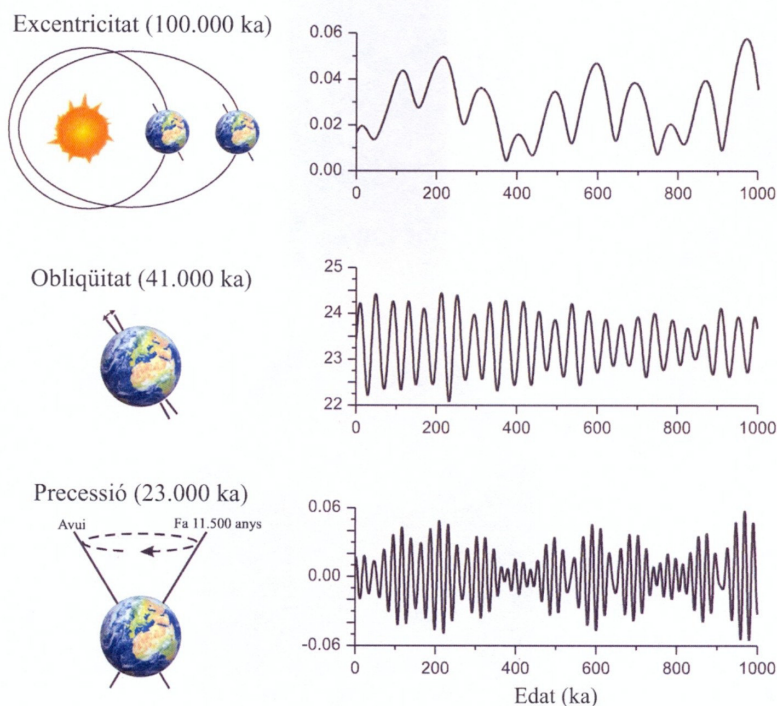 Excentricitat (100.000 ka)
0.06
0.04
0.02
0.00
0 200 400 600 800 1000
Obliqüitat (41.000 ka)
25
24
23
22
0 200 400 600 800 1000
Precessió (23.000 ka)
Avui
Fa 11.500 anys
0.06
0.00
-0.06
0 200 400 600 800 1000
Edat (ka)